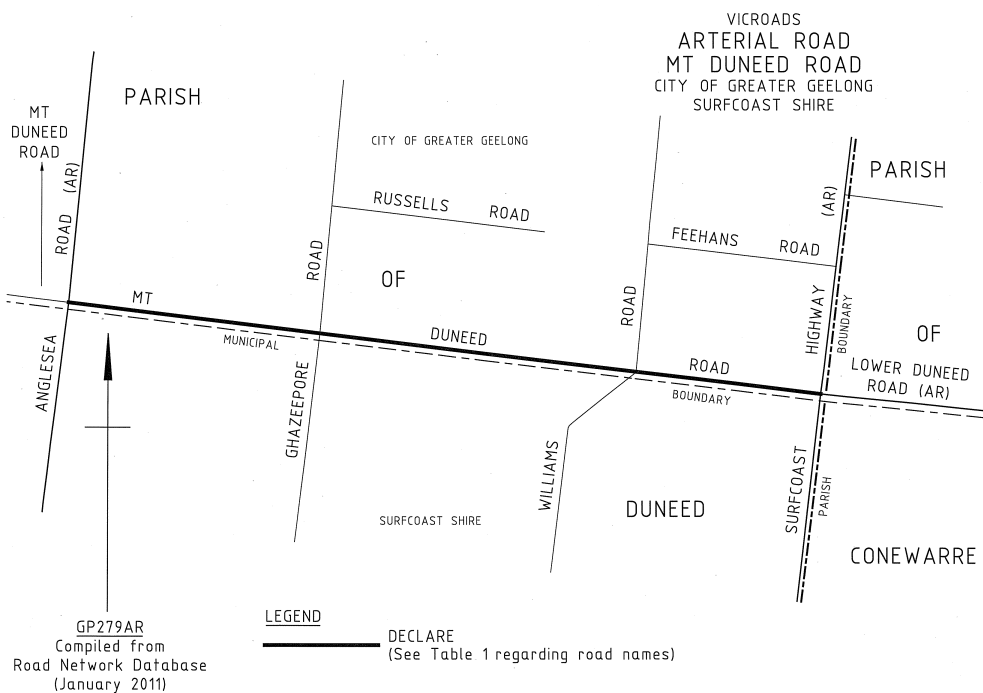 VICROADS
ARTERIAL ROAD
MT DUNEED ROAD
CITY OF GREATER GEELONG
SURFCOAST SHIRE
MT
DUNEED
ROAD
PARISH
ROAD (AR)
ANGLESEA
CITY OF GREATER GEELONG
RUSSELLS ROAD
ROAD
GHAZEEPORE
OF
FEEHANS ROAD
ROAD
WILLIAMS
PARISH
(AR)
HIGHWAY
SURFCOAST
BOUNDARY
PARISH
OF
LOWER DUNEED
ROAD (AR)
MT DUNEED ROAD
MUNICIPAL BOUNDARY
SURFCOAST SHIRE
DUNEED
CONEWARRE
GP279AR
Compiled from
Road Network Database
(January 2011)
LEGEND
DECLARE
(See Table 1 regarding road names)